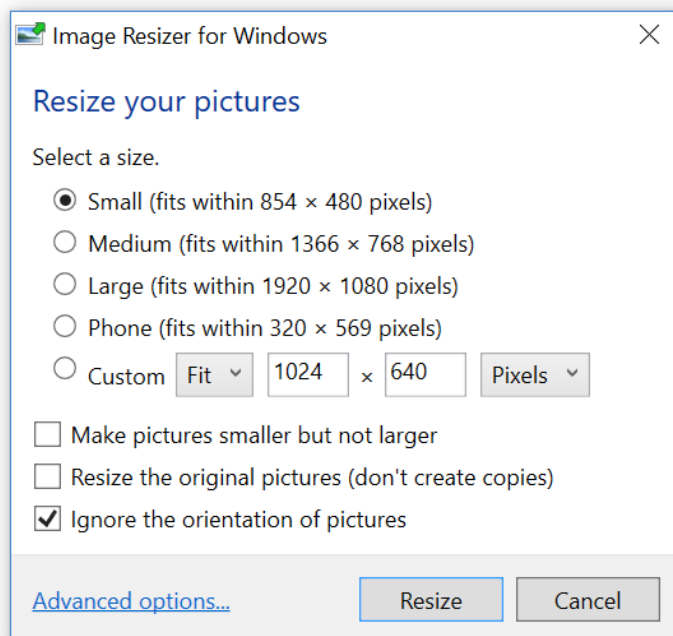 Image Resizer for Windows
Resize your pictures
Select a size.
Small (fits within 854 × 480 pixels)
Medium (fits within 1366 × 768 pixels)
Large (fits within 1920 × 1080 pixels)
Phone (fits within 320 × 569 pixels)
Custom Fit 1024 × 640 Pixels
Make pictures smaller but not larger
Resize the original pictures (don't create copies)
Ignore the orientation of pictures
Advanced options... Resize Cancel